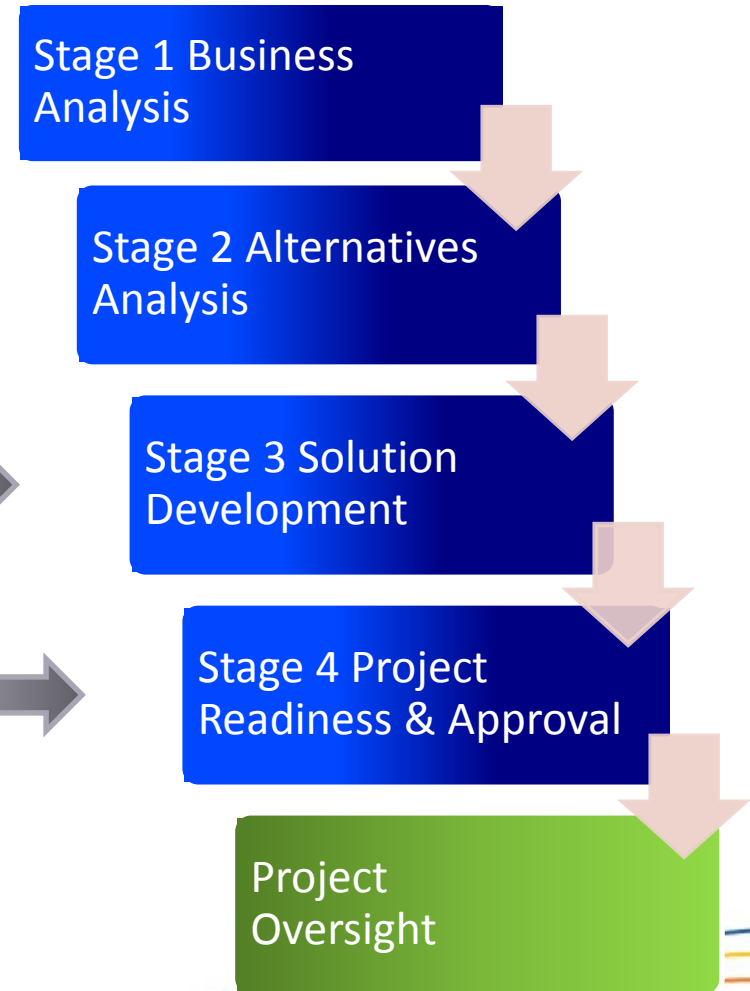 Stage 1 Business
Analysis
Stage 2 Alternatives
Analysis
Stage 3 Solution
Development
Stage 4 Project
Readiness & Approval
Project
Oversight